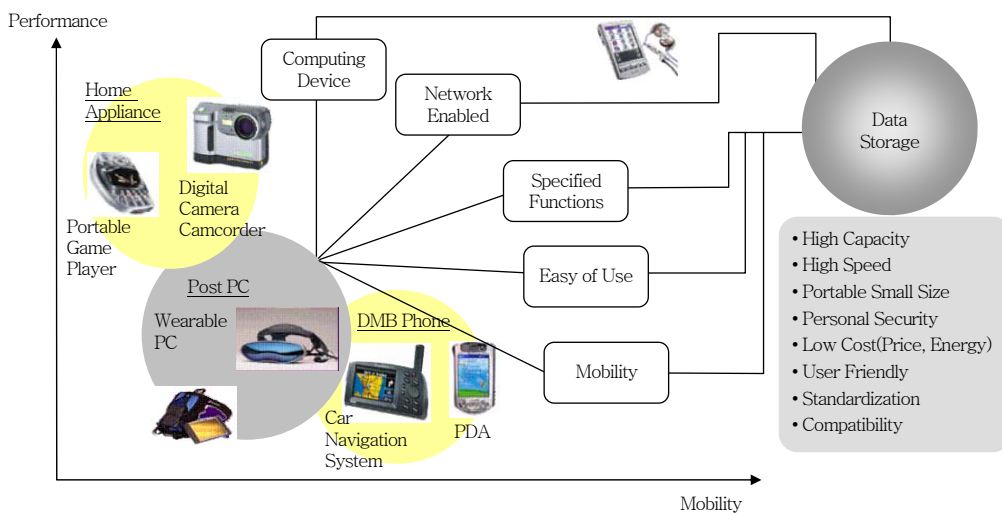 Performance
Computing
Device
Network
Enabled
Data
Storage
Home
Appliance
Digital
Camera
Camcorder
Portable
Game
Player
Specified
Functions
Easy of Use
Mobility
Post PC
Wearable
PC
DMB Phone
Car
Navigation
System
PDA
• High Capacity
• High Speed
• Portable Small Size
• Personal Security
• Low Cost(Price, Energy)
• User Friendly
• Standardization
• Compatibility
Mobility